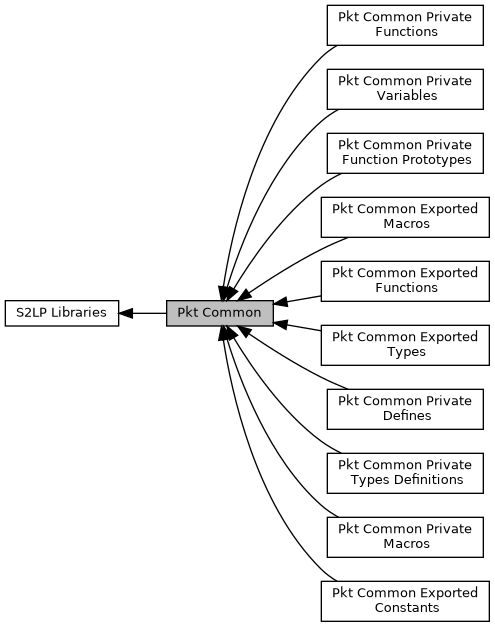 Pkt Common Private
Functions
Pkt Common Private
Variables
Pkt Common Private
Function Prototypes
Pkt Common Exported
Macros
Pkt Common Exported
Functions
S2LP Libraries
Pkt Common
Pkt Common Exported
Types
Pkt Common Private
Defines
Pkt Common Private
Types Definitions
Pkt Common Private
Macros
Pkt Common Exported
Constants